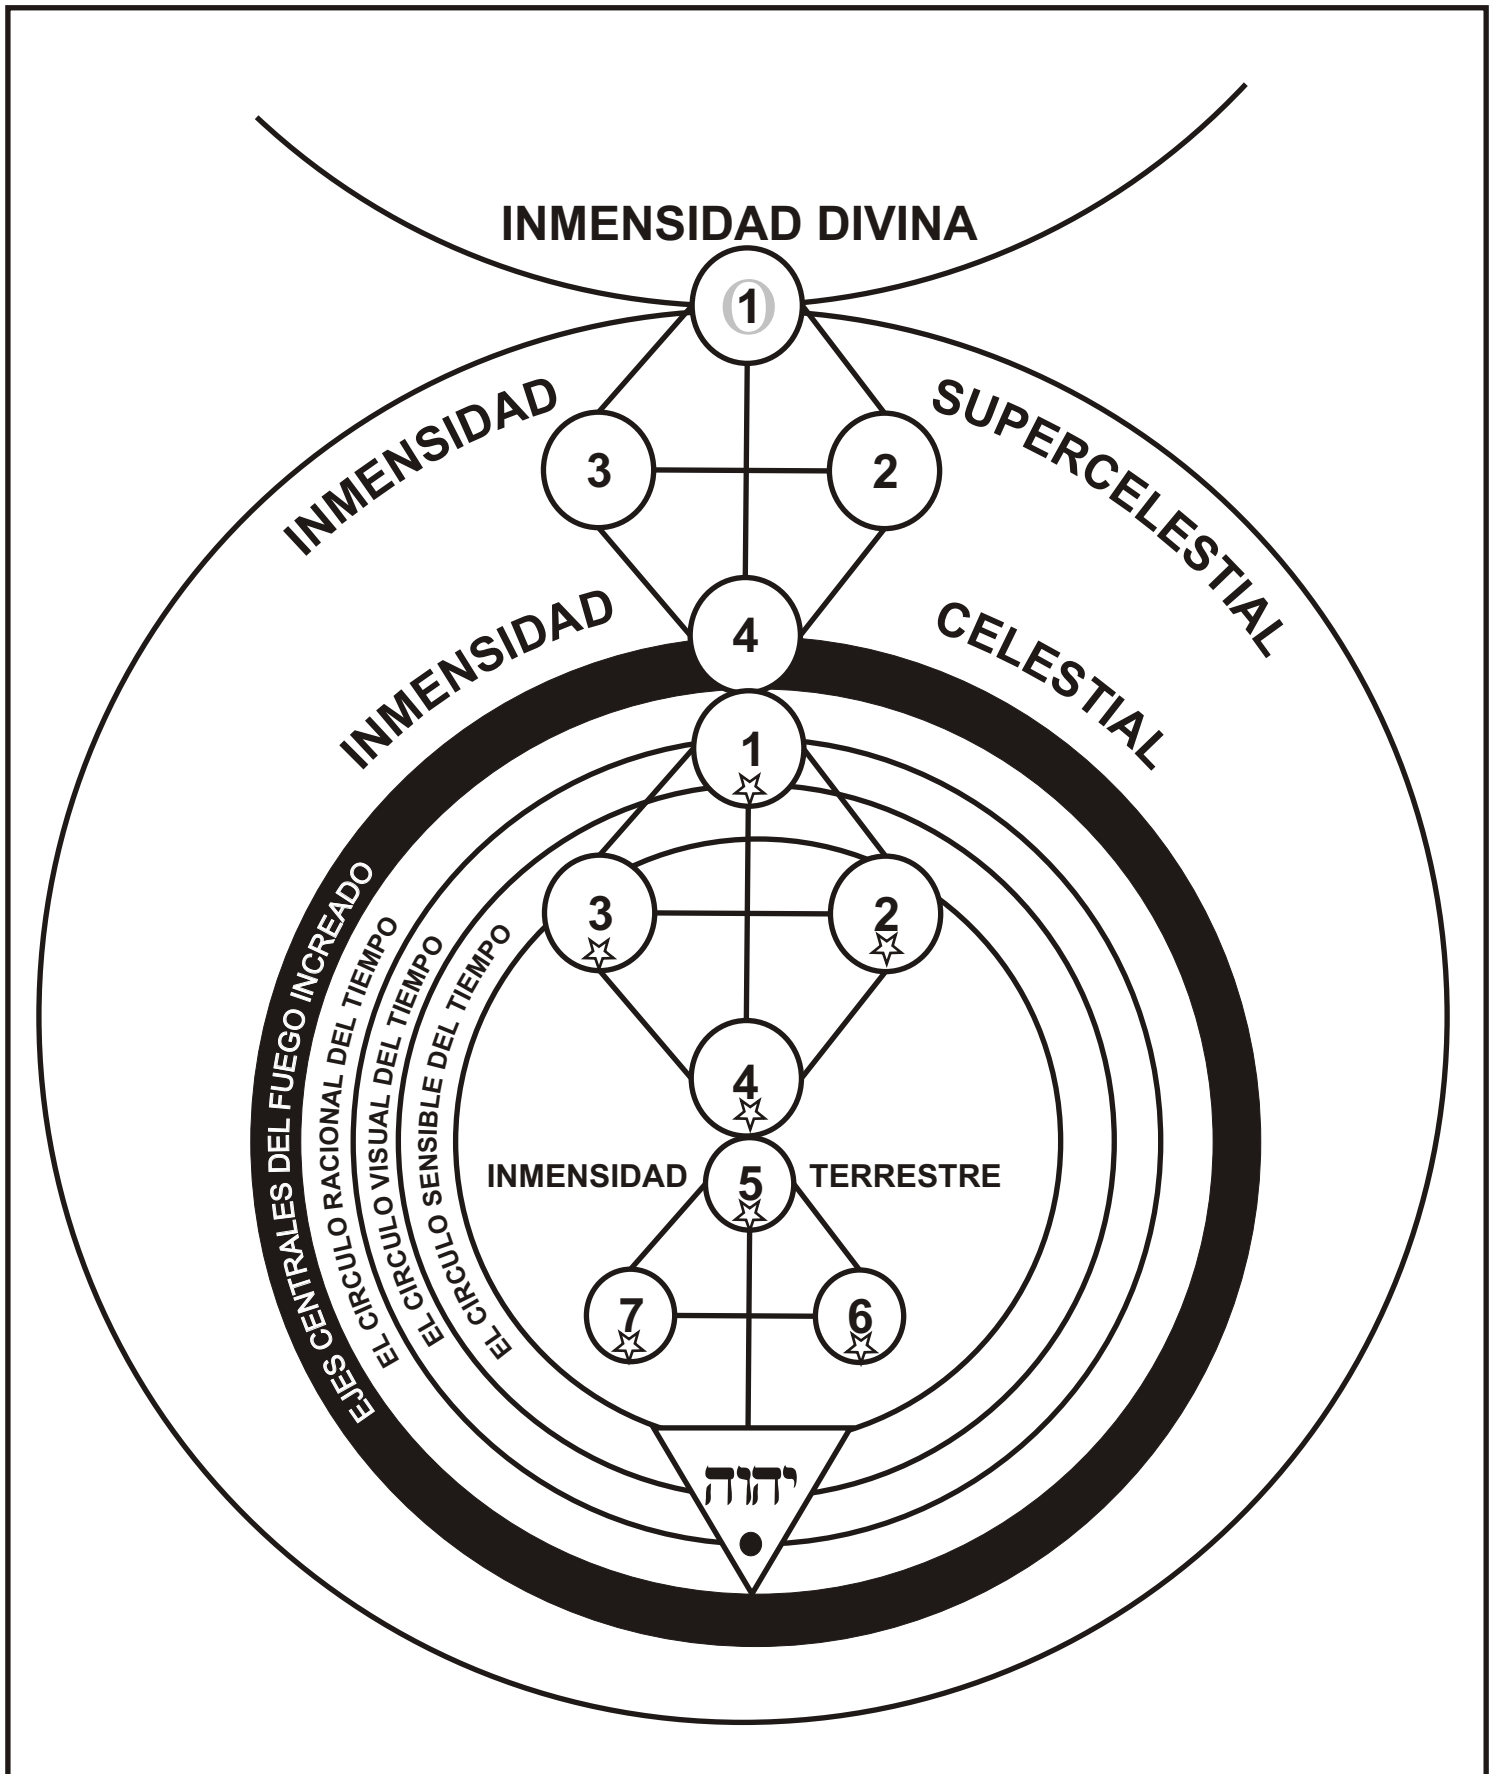 INMENSIDAD DIVINA
1
INMENSIDAD SUPERCELESTIAL
3 2
INMENSIDAD CELESTIAL
4
1
3 2
4
EJES CENTRALES DEL FUEGO INCREADO
EL CIRCULO RACIONAL DEL TIEMPO
EL CIRCULO VISUAL DEL TIEMPO
EL CIRCULO SENSIBLE DEL TIEMPO
INMENSIDAD 5 TERRESTRE
7 6
יהוה